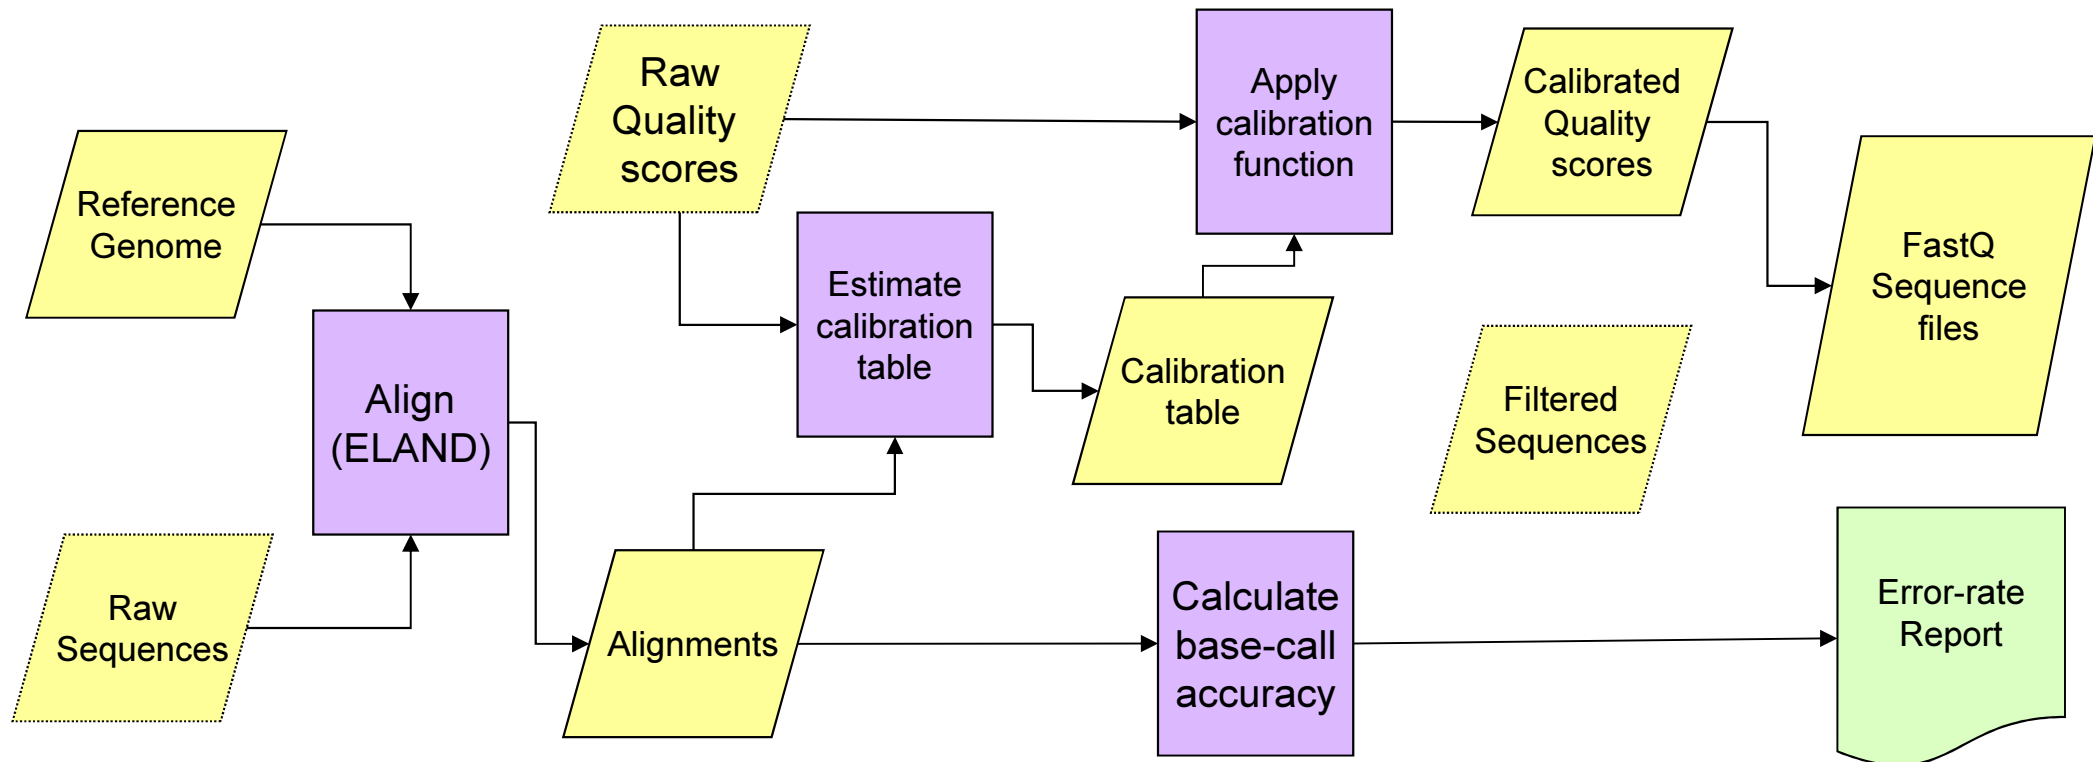 Raw
Quality
scores
Apply
calibration
function
Calibrated
Quality
scores
Reference
Genome
FastQ
Sequence
files
Estimate
calibration
table
Calibration
table
Filtered
Sequences
Align
(ELAND)
Raw
Sequences
Alignments
Calculate
base-call
accuracy
Error-rate
Report